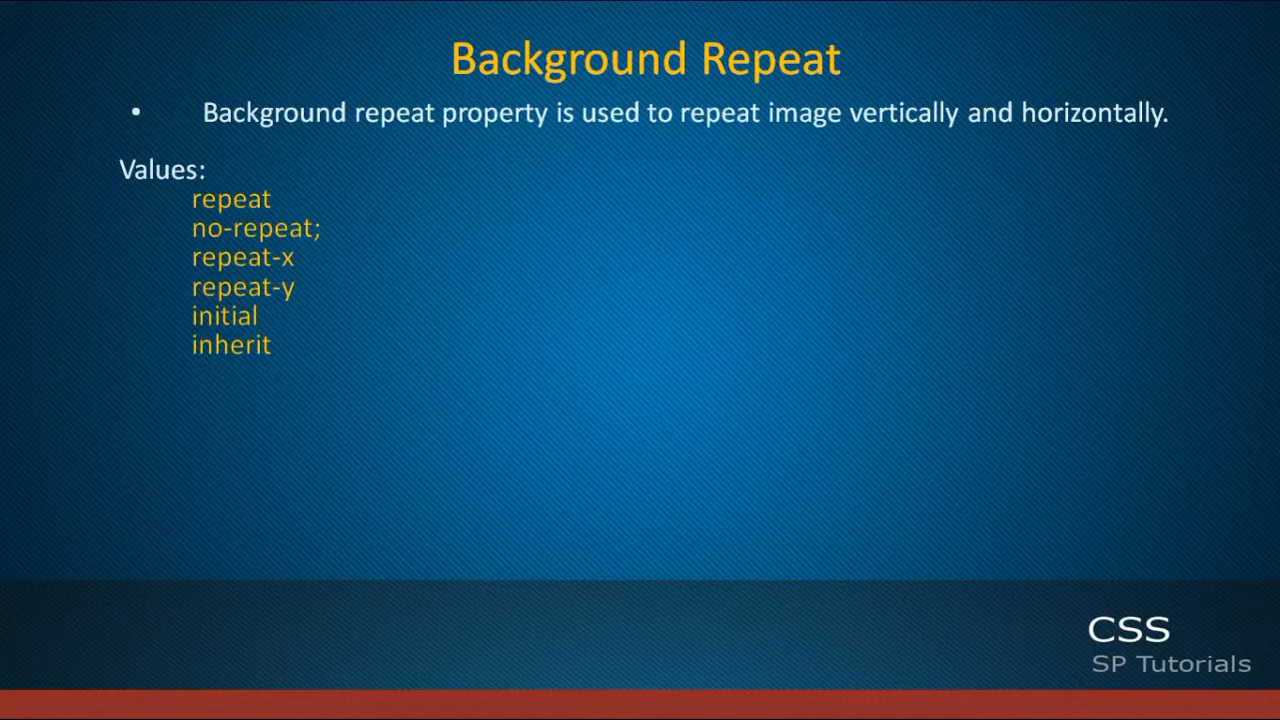 Background Repeat
• Background repeat property is used to repeat image vertically and horizontally.
Values:
repeat
no-repeat;
repeat-x
repeat-y
initial
inherit
CSS
SP Tutorials